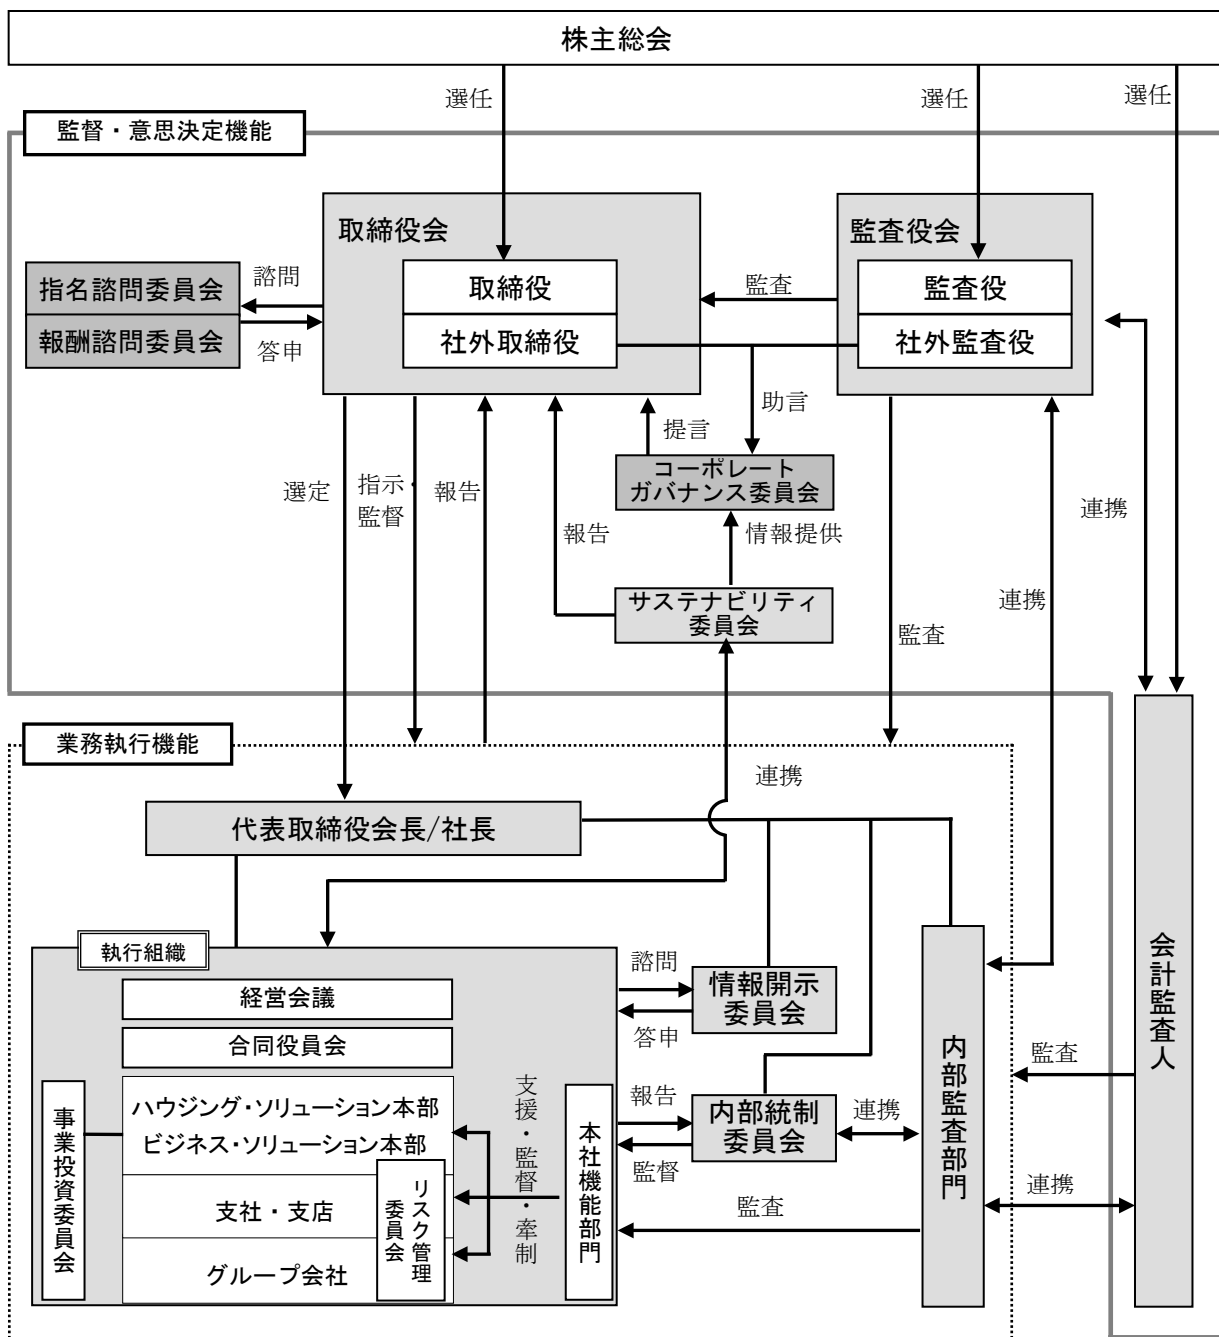 株主総会
選任
選任
選任
監督・意思決定機能
取締役会
監査役会
指名諮問委員会
報酬諮問委員会
諮問
答申
取締役
社外取締役
監査
監査役
社外監査役
助言
提言
コーポレート
ガバナンス委員会
選定
指示・
監督
報告
報告
情報提供
連携
サステナビリティ
委員会
監査
連携
業務執行機能
連携
代表取締役会長/社長
執行組織
経営会議
合同役員会
諮問
答申
情報開示
委員会
会計監査人
監査
事業投資委員会
ハウジング・ソリューション本部
ビジネス・ソリューション本部
支社・支店
グループ会社
リスク管理
委員会
支援・監督・牽制
本社機能部門
報告
監督
内部統制
委員会
連携
内部監査部門
監査
連携